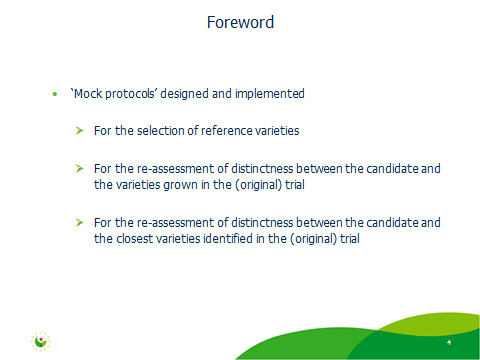 Foreword
• ‘Mock protocols’ designed and implemented
➢ For the selection of reference varieties
➢ For the re-assessment of distinctness between the candidate and
the varieties grown in the (original) trial
➢ For the re-assessment of distinctness between the candidate and
the closest varieties identified in the (original) trial
4